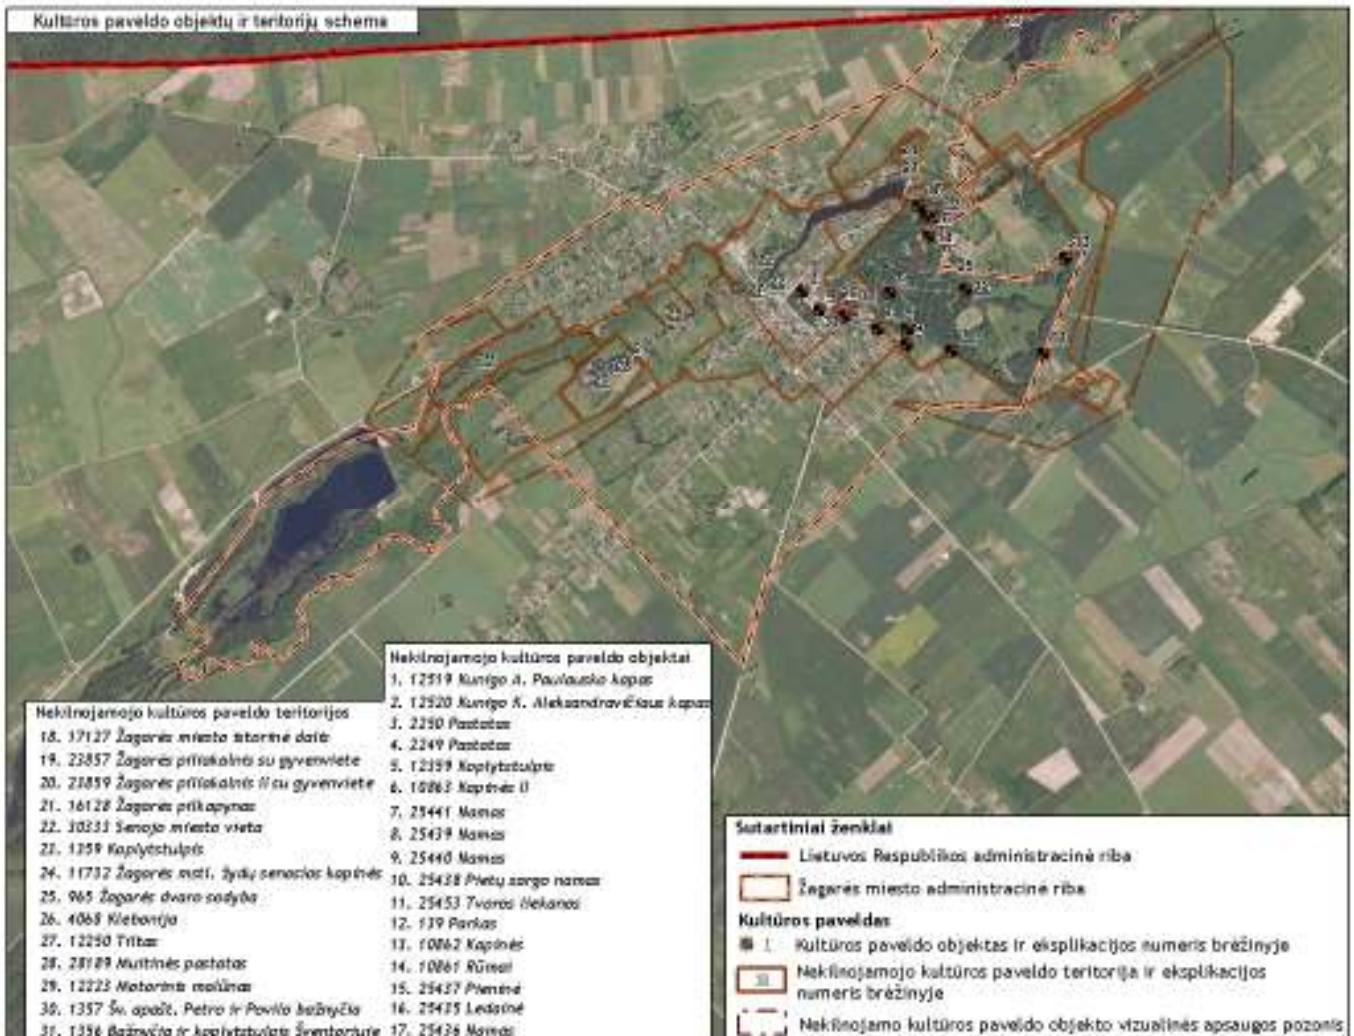 Kultūros paveldo objektų ir teritorijų schema
Nekilnojamojo kultūros paveldo teritorijos
18. 17127 Žagarės miesto istorinė dalis
19. 23857 Žagarės piliakalnis su gyvenviete
20. 23859 Žagarės piliakalnis II su gyvenviete
21. 16128 Žagarės pilkapynas
22. 30333 Senojo miesto vieta
23. 1359 Koplytstulpis
24. 11732 Žagarės mstl. žydų senosios kapinės
25. 965 Žagarės dvaro sodyba
26. 4068 Klebonija
27. 12250 Tiltas
28. 28189 Muitinės pastatas
29. 12223 Motorinis malūnas
30. 1357 Šv. apašt. Petro ir Povilo bažnyčia
31. 1356 Bažnyčia ir koplytstulpis Šventoriuje
Nekilnojamojo kultūros paveldo objektai
1. 12519 Kunigo A. Paulausko kapas
2. 12520 Kunigo K. Aleksandravičiaus kapas
3. 2250 Pastatas
4. 2249 Pastatas
5. 12359 Koplytstulpis
6. 10863 Kapinės II
7. 25441 Namas
8. 25439 Namas
9. 25440 Namas
10. 25438 Pietų sargo namas
11. 25453 Tvoros liekanos
12. 139 Parkas
13. 10862 Kapinės
14. 10861 Rūmai
15. 25437 Pieninė
16. 25435 Ledainė
17. 25436 Namas
Sutartiniai ženklai
Lietuvos Respublikos administracinė riba
Žagarės miesto administracinė riba
Kultūros paveldas
1 Kultūros paveldo objektas ir eksplikacijos numeris brėžinyje
Nekilnojamojo kultūros paveldo teritorija ir eksplikacijos
numeris brėžinyje
Nekilnojamo kultūros paveldo objekto vizualinės apsaugos pozonis